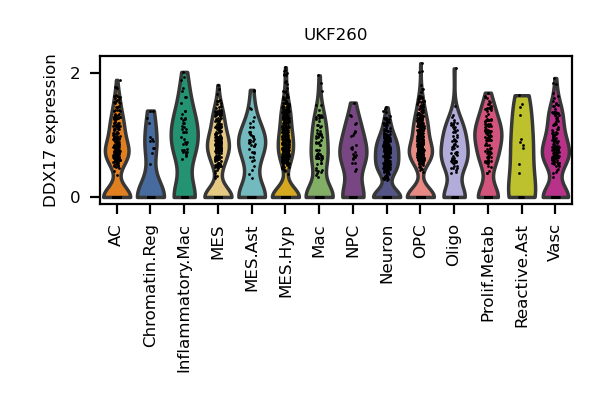 UKF260
DDX17 expression
2
0
AC
Chromatin.Reg
Inflammatory.Mac
MES
MES.Ast
MES.Hyp
Mac
NPC
Neuron
OPC
Oligo
Prolif.Metab
Reactive.Ast
Vasc